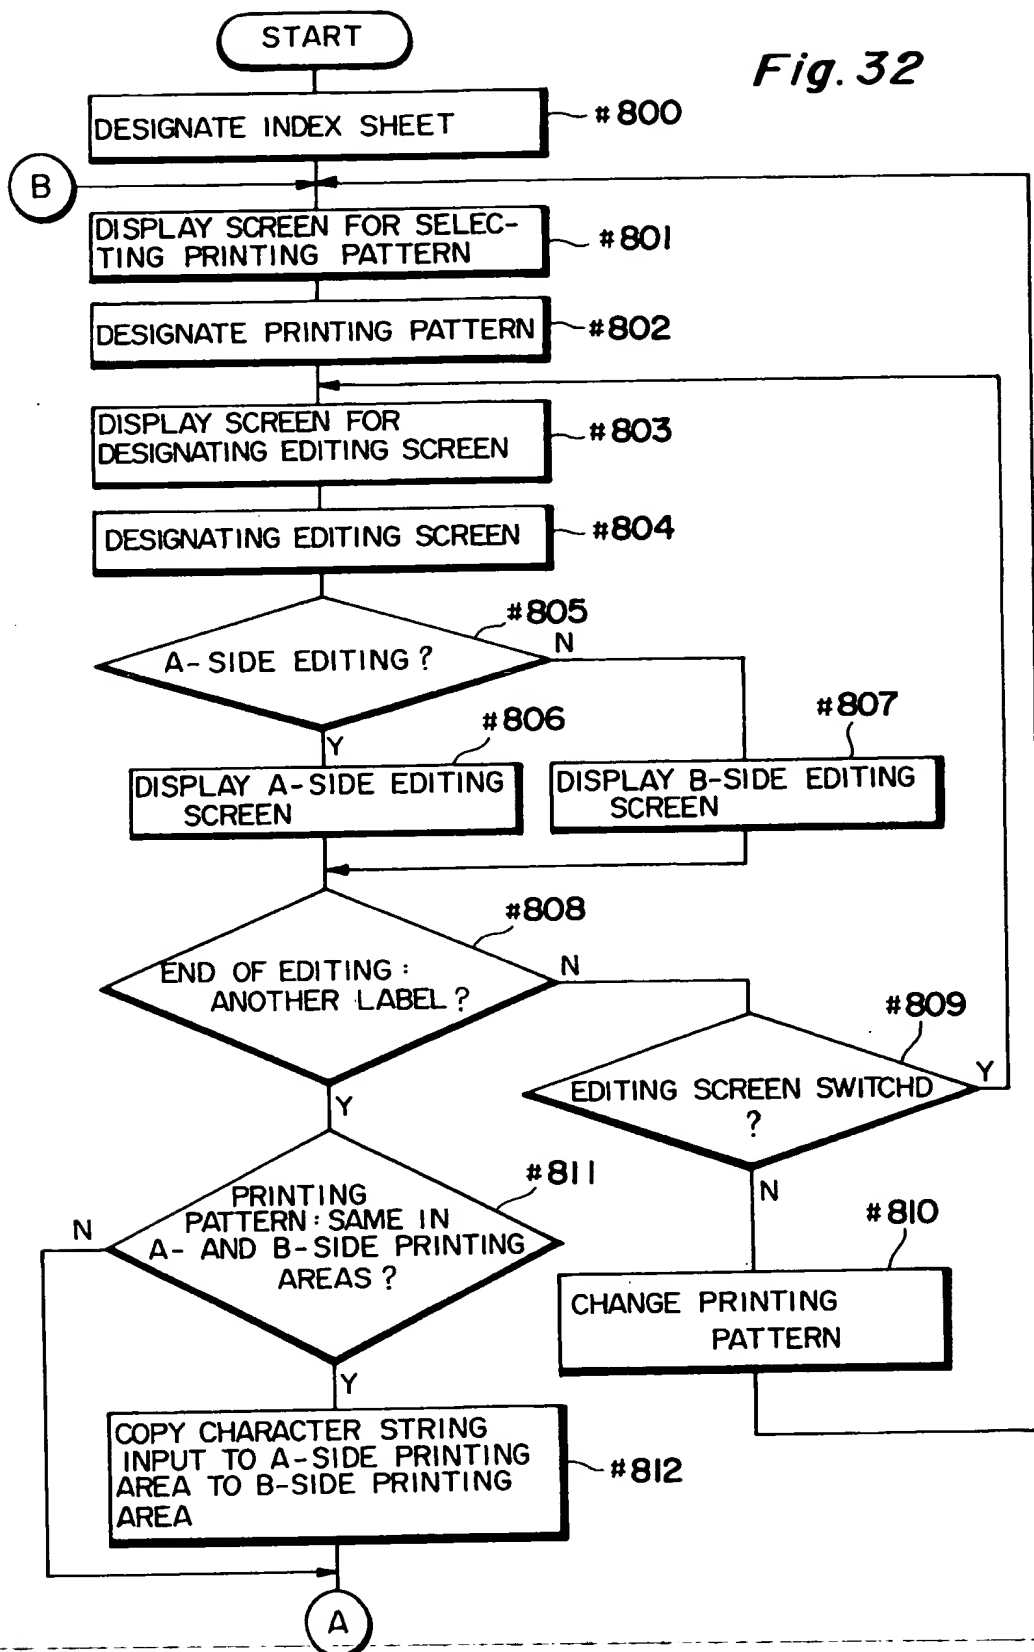 START
Fig. 32
DESIGNATE INDEX SHEET
#800
B
DISPLAY SCREEN FOR SELEC-
TING PRINTING PATTERN
#801
DESIGNATE PRINTING PATTERN
#802
DISPLAY SCREEN FOR
DESIGNATING EDITING SCREEN
#803
DESIGNATING EDITING SCREEN
#804
#805
A-SIDE EDITING?
N
Y
#806
DISPLAY A-SIDE EDITING
SCREEN
#807
DISPLAY B-SIDE EDITING
SCREEN
#808
END OF EDITING:
ANOTHER LABEL?
N
Y
#809
EDITING SCREEN SWITCHD
?
Y
N
#810
CHANGE PRINTING
PATTERN
#811
PRINTING
PATTERN: SAME IN
A- AND B-SIDE PRINTING
AREAS?
N
Y
COPY CHARACTER STRING
INPUT TO A-SIDE PRINTING
AREA TO B-SIDE PRINTING
AREA
#812
A